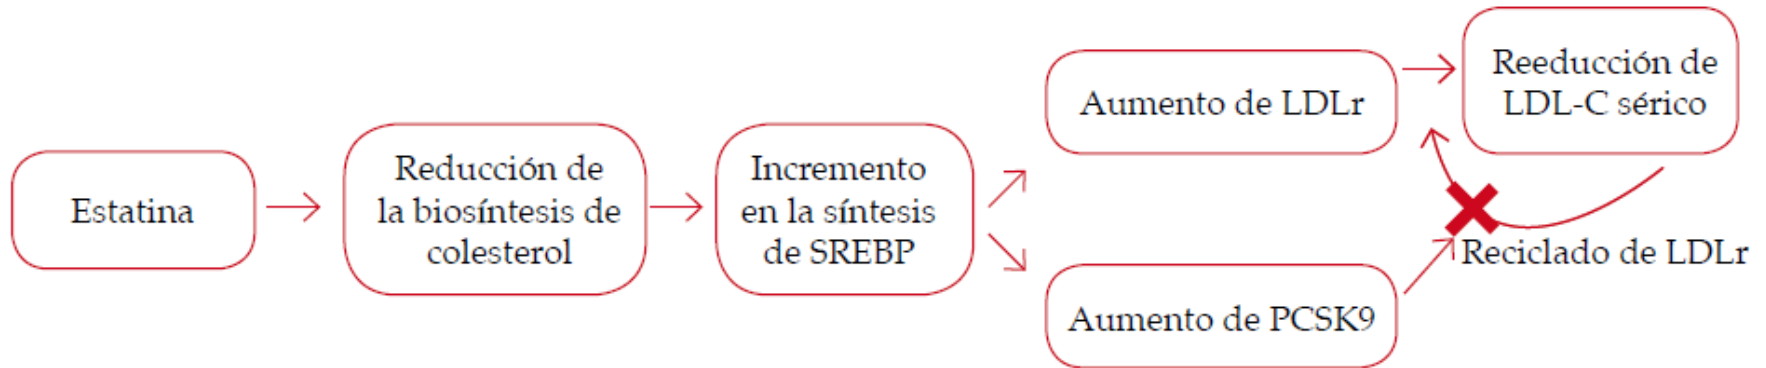 Estatina
Reducción de
la biosíntesis de
colesterol
Incremento
en la síntesis
de SREBP
Aumento de LDLr
Reeducción de
LDL-C sérico
Aumento de PCSK9
Reciclado de LDLr